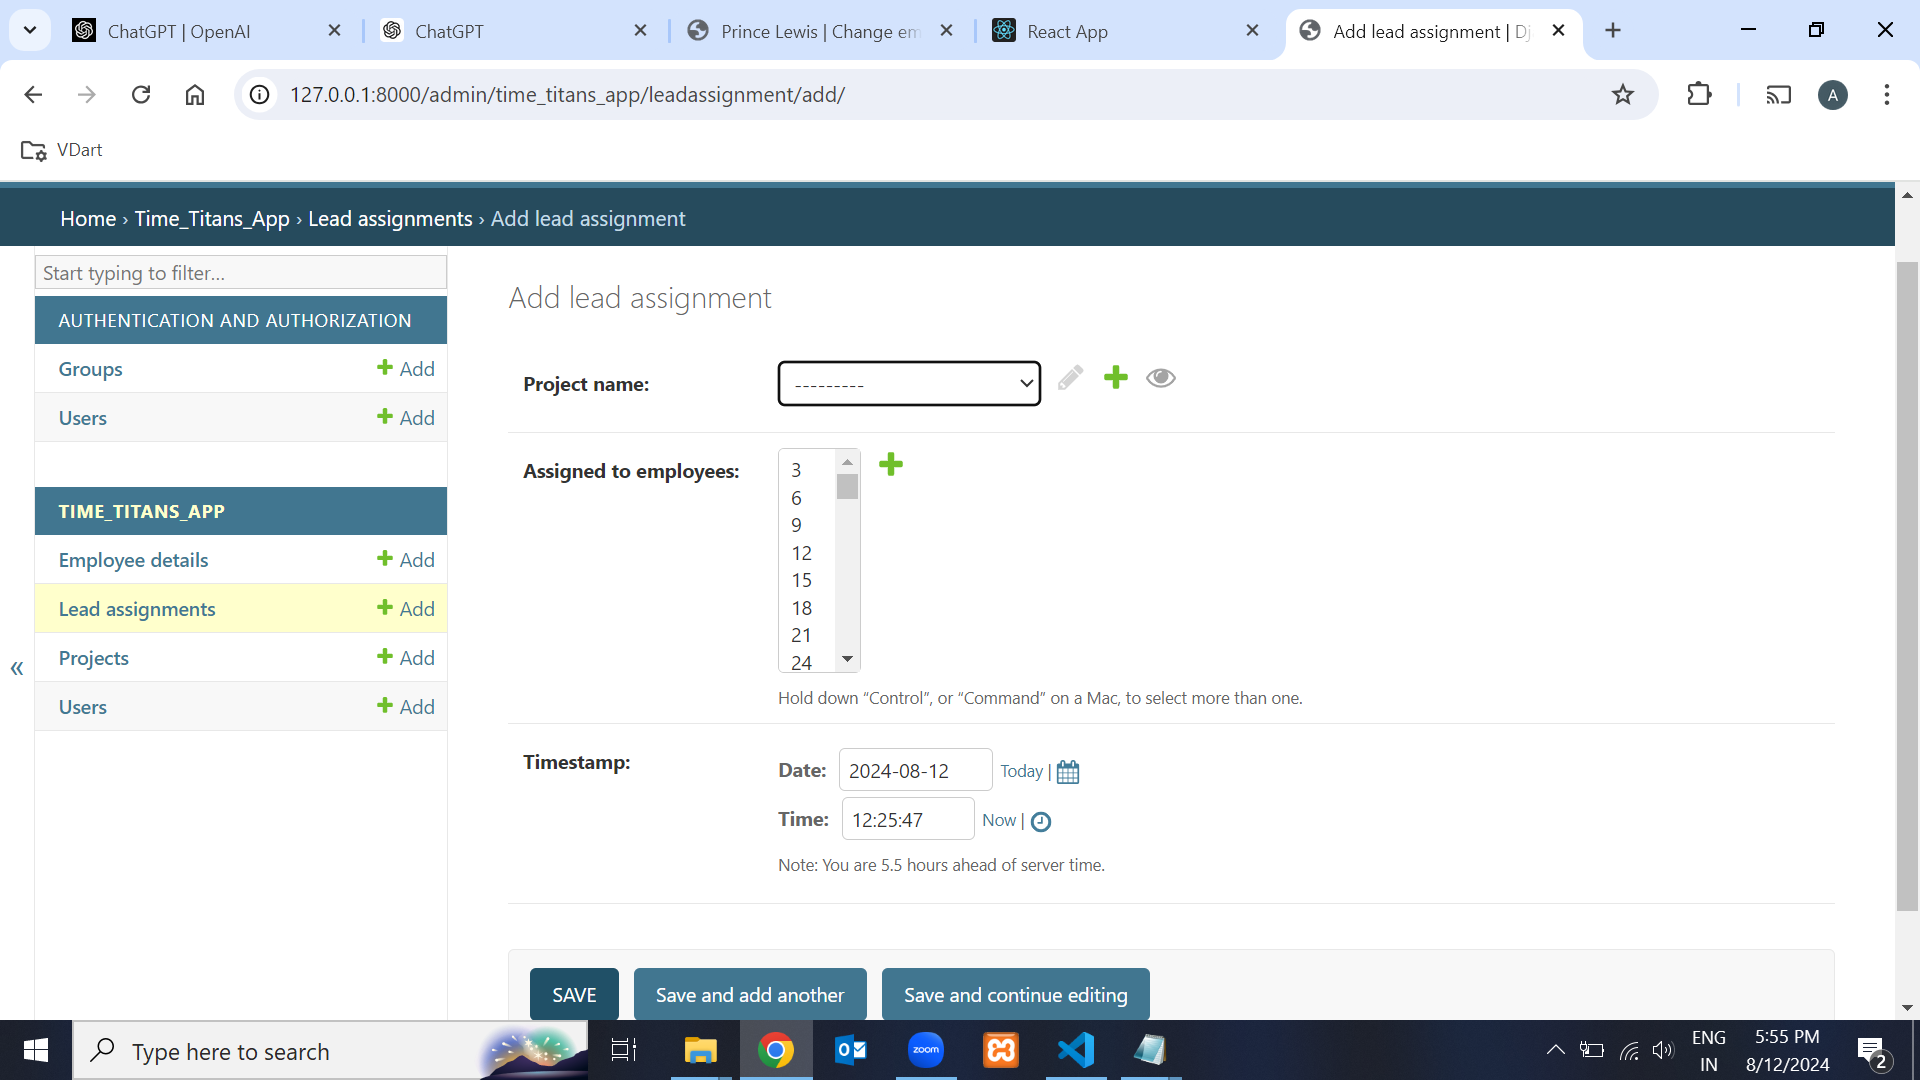 ChatGPT | OpenAI
ChatGPT
Prince Lewis | Change em
React App
Add lead assignment | Dj
127.0.0.1:8000/admin/time_titans_app/leadassignment/add/
A
VDart
Home › Time_Titans_App › Lead assignments › Add lead assignment
Start typing to filter...
AUTHENTICATION AND AUTHORIZATION
Groups
Add
Users
Add
TIME_TITANS_APP
Employee details
Add
Lead assignments
Add
Projects
Add
Users
Add
«
Add lead assignment
Project name:
---------
Assigned to employees:
3
6
9
12
15
18
21
24
Hold down “Control”, or “Command” on a Mac, to select more than one.
Timestamp:
Date: 2024-08-12 Today |
Time: 12:25:47 Now |
Note: You are 5.5 hours ahead of server time.
SAVE
Save and add another
Save and continue editing
Type here to search
zoom
ENG
IN
5:55 PM
8/12/2024
2